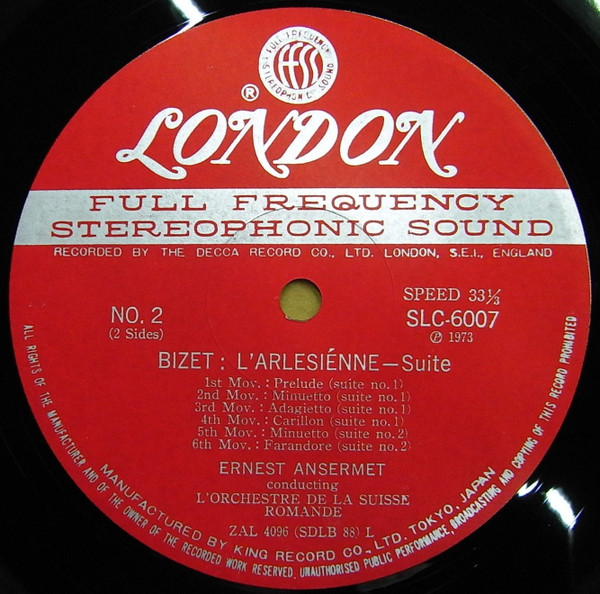 FULL FREQUENCY
ffss
STEREOPHONIC SOUND
®
LONDON
FULL FREQUENCY
STEREOPHONIC SOUND
RECORDED BY THE DECCA RECORD CO., LTD. LONDON, S.E.I., ENGLAND
NO. 2
(2 Sides)
SPEED 33⅓
SLC-6007
Ⓟ 1973
BIZET : L'ARLESIÉNNE—Suite
1st Mov. : Prelude (suite no. 1)
2nd Mov. : Minuetto (suite no. 1)
3rd Mov. : Adagietto (suite no. 1)
4th Mov. : Carillon (suite no. 1)
5th Mov. : Minuetto (suite no. 2)
6th Mov. : Farandore (suite no. 2)
ERNEST ANSERMET
conducting
L'ORCHESTRE DE LA SUISSE
ROMANDE
ZAL 4096 (SDLB 88) L
MANUFACTURED BY KING RECORD CO., LTD. TOKYO, JAPAN
ALL RIGHTS OF THE MANUFACTURER AND OF THE OWNER OF THE RECORDED WORK RESERVED. UNAUTHORISED PUBLIC PERFORMANCE, BROADCASTING AND COPYING OF THIS RECORD PROHIBITED